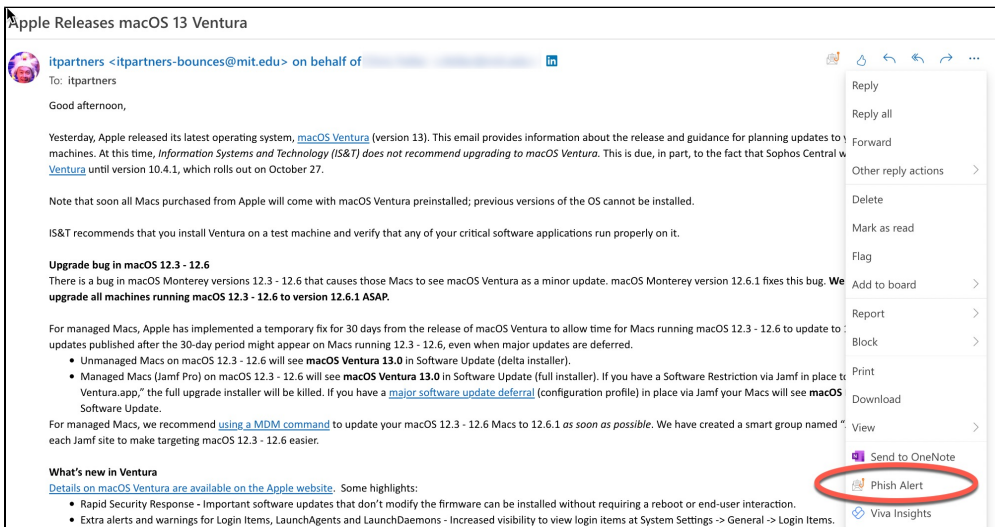 Apple Releases macOS 13 Ventura
itpartners <itpartners-bounces@mit.edu> on behalf of
To: itpartners
Good afternoon,
Yesterday, Apple released its latest operating system, macOS Ventura (version 13). This email provides information about the release and guidance for planning updates to
machines. At this time, Information Systems and Technology (IS&T) does not recommend upgrading to macOS Ventura. This is due, in part, to the fact that Sophos Central w
Ventura until version 10.4.1, which rolls out on October 27.
Note that soon all Macs purchased from Apple will come with macOS Ventura preinstalled; previous versions of the OS cannot be installed.
IS&T recommends that you install Ventura on a test machine and verify that any of your critical software applications run properly on it.
Upgrade bug in macOS 12.3 - 12.6
There is a bug in macOS Monterey versions 12.3 - 12.6 that causes those Macs to see macOS Ventura as a minor update. macOS Monterey version 12.6.1 fixes this bug. We
upgrade all machines running macOS 12.3 - 12.6 to version 12.6.1 ASAP.
For managed Macs, Apple has implemented a temporary fix for 30 days from the release of macOS Ventura to allow time for Macs running macOS 12.3 - 12.6 to update to
updates published after the 30-day period might appear on Macs running 12.3 - 12.6, even when major updates are deferred.
• Unmanaged Macs on macOS 12.3 - 12.6 will see macOS Ventura 13.0 in Software Update (delta installer).
• Managed Macs (Jamf Pro) on macOS 12.3 - 12.6 will see macOS Ventura 13.0 in Software Update (full installer). If you have a Software Restriction via Jamf in place to
Ventura.app," the full upgrade installer will be killed. If you have a major software update deferral (configuration profile) in place via Jamf your Macs will see macOS
Software Update.
For managed Macs, we recommend using a MDM command to update your macOS 12.3 - 12.6 Macs to 12.6.1 as soon as possible. We have created a smart group named "
each Jamf site to make targeting macOS 12.3 - 12.6 easier.
What's new in Ventura
Details on macOS Ventura are available on the Apple website. Some highlights:
• Rapid Security Response - Important software updates that don't modify the firmware can be installed without requiring a reboot or end-user interaction.
• Extra alerts and warnings for Login Items, LaunchAgents and LaunchDaemons - Increased visibility to view login items at System Settings -> General -> Login Items.
Reply
Reply all
Forward
Other reply actions
Delete
Mark as read
Flag
Add to board
Report
Block
Print
Download
View
Send to OneNote
Phish Alert
Viva Insights